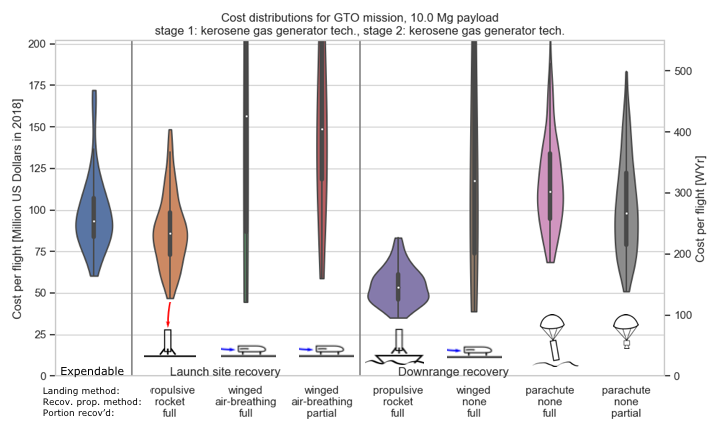 Cost distributions for GTO mission, 10.0 Mg payload
stage 1: kerosene gas generator tech., stage 2: kerosene gas generator tech.
Cost per flight [Million US Dollars in 2018]
200
175
150
125
100
75
50
25
0
500
400
300
200
100
0
Cost per flight [WYr]
Expendable
Launch site recovery
Downrange recovery
Landing method:
Recov. prop. method:
Portion recov'd:
ropulsive
rocket
full
winged
air-breathing
full
winged
air-breathing
partial
propulsive
rocket
full
winged
none
full
parachute
none
full
parachute
none
partial